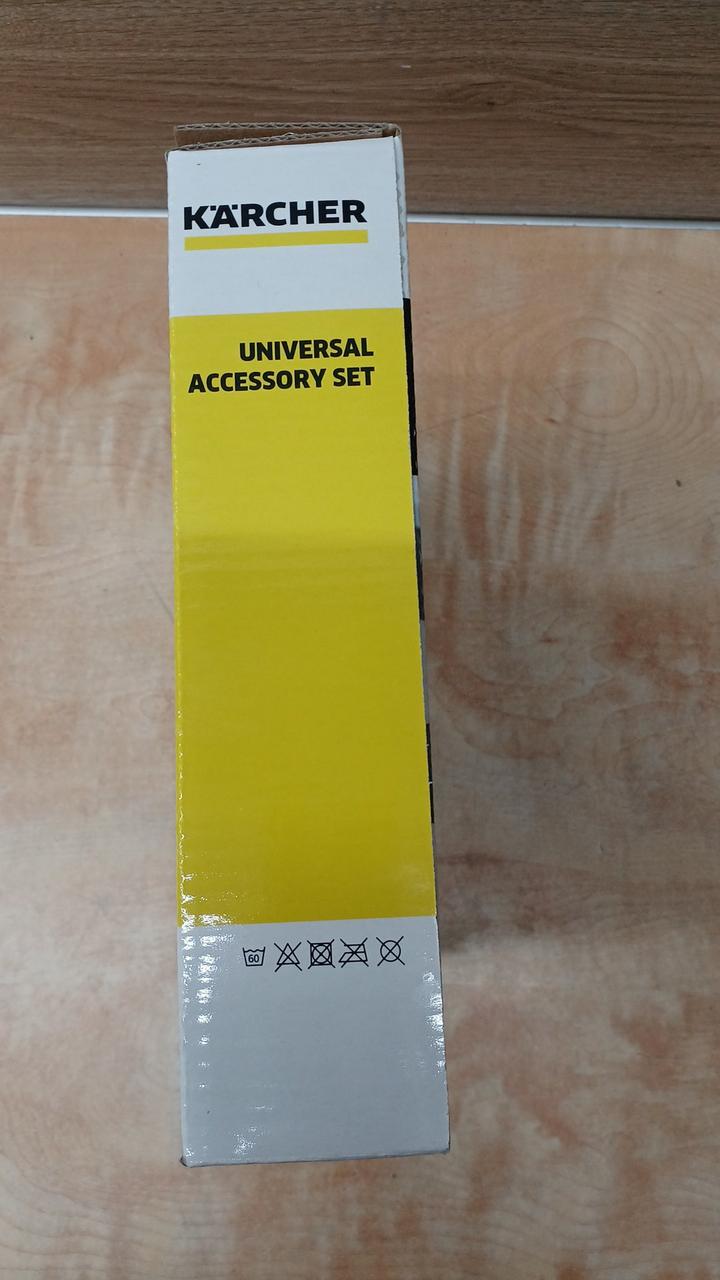 KÄRCHER
UNIVERSAL
ACCESSORY SET
60